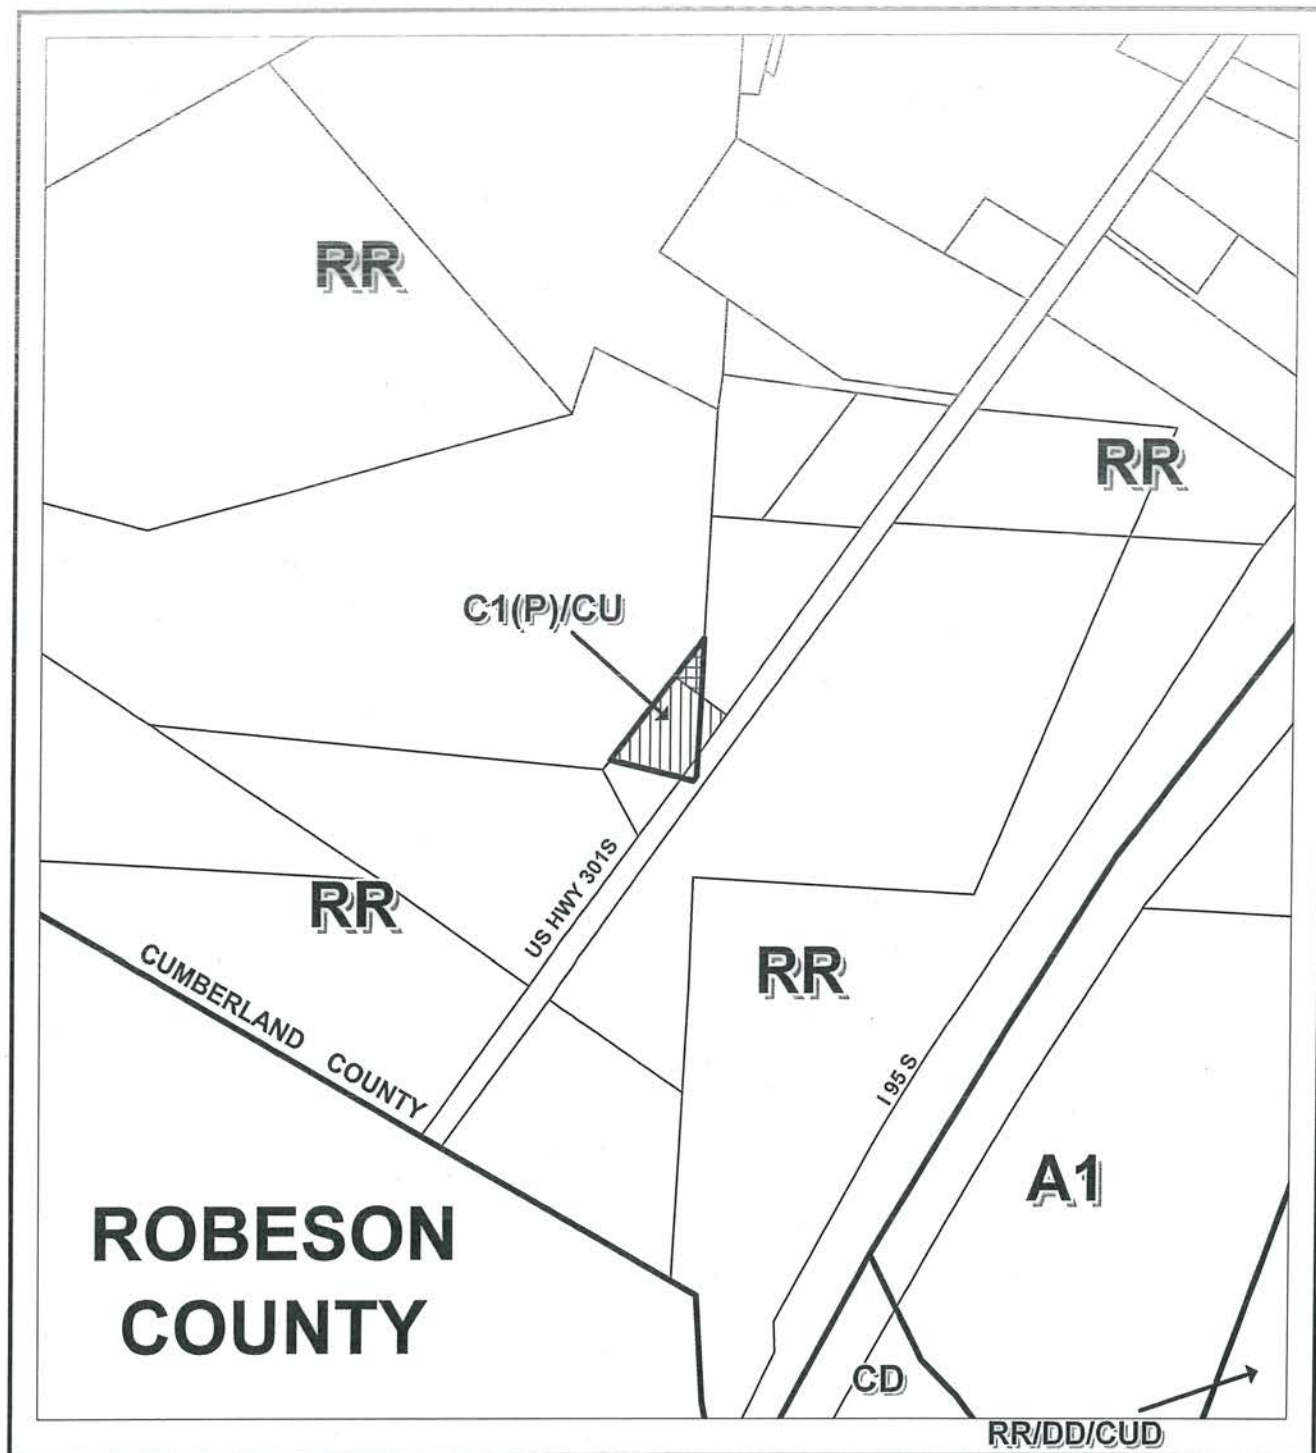 RR
RR
C1(P)/CU
US HWY 301S
RR
CUMBERLAND COUNTY
RR
I 95 S
A1
ROBESON
COUNTY
CD
RR/DD/CUD